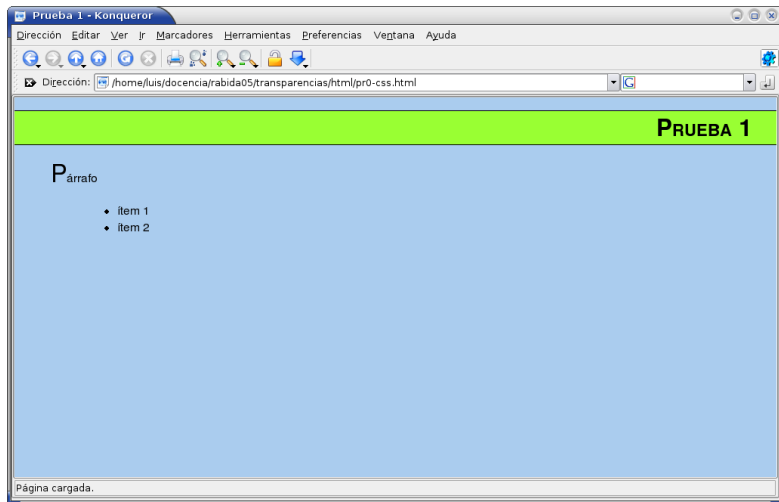 Prueba 1 - Konqueror
Dirección Editar Ver Ir Marcadores Herramientas Preferencias Ventana Ayuda
Dirección: /home/luis/docencia/rabida05/transparencias/html/pr0-css.html G
PRUEBA 1
Párrafo
• ítem 1
• ítem 2
Página cargada.